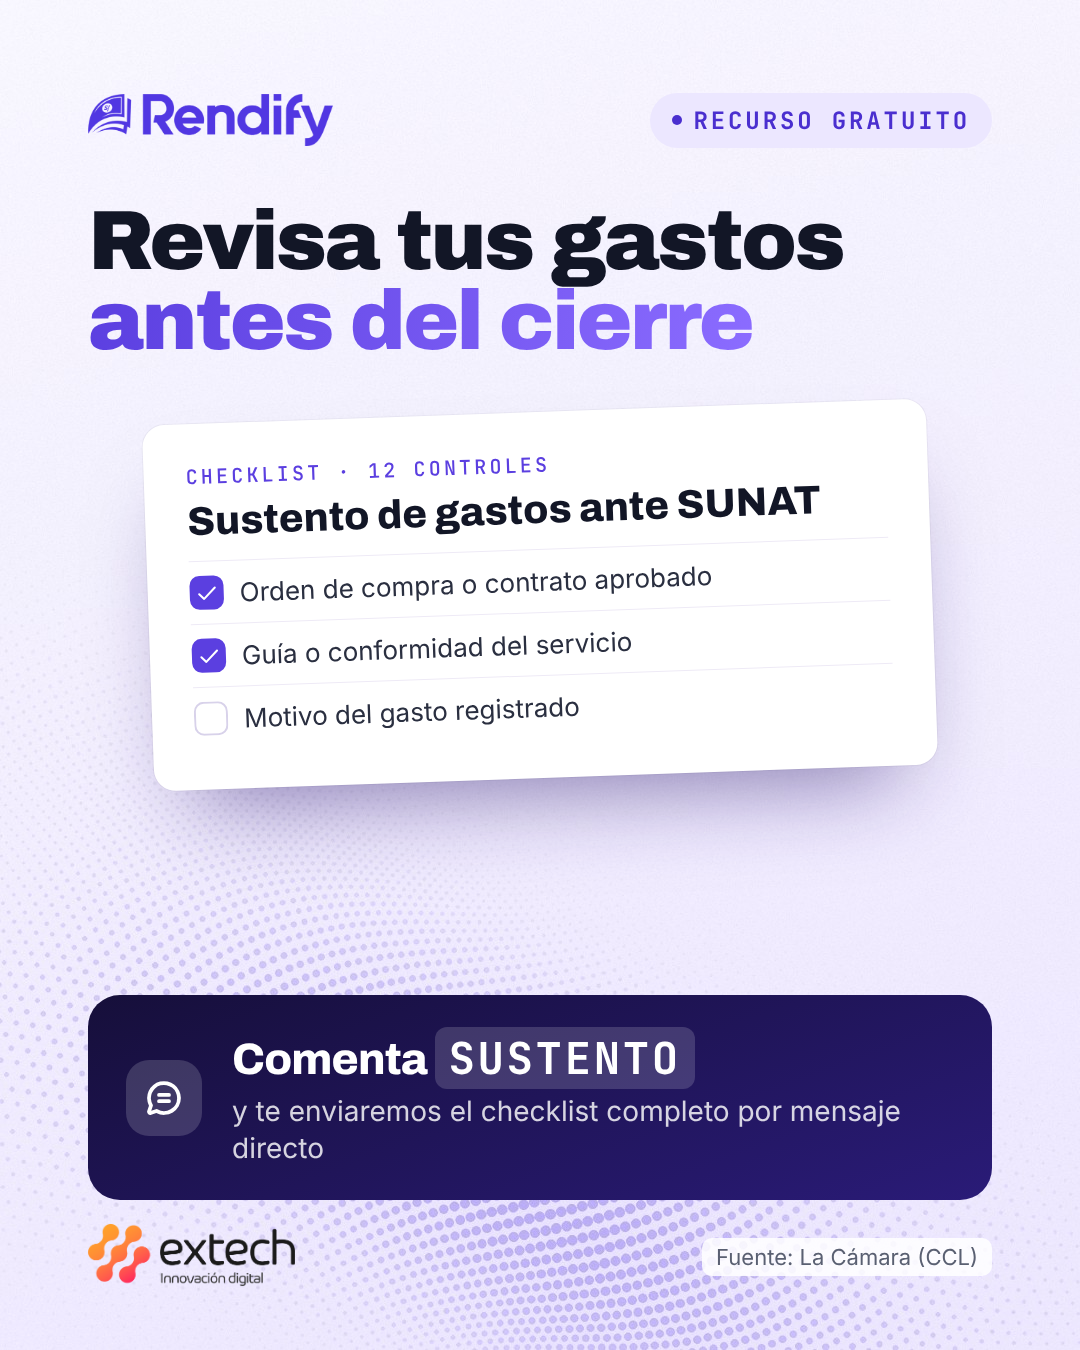 Rendify
RECURSO GRATUITO
Revisa tus gastos
antes del cierre
CHECKLIST · 12 CONTROLES
Sustento de gastos ante SUNAT
Orden de compra o contrato aprobado
Guía o conformidad del servicio
Motivo del gasto registrado
Comenta SUSTENTO
y te enviaremos el checklist completo por mensaje
directo
extech
Innovación digital
Fuente: La Cámara (CCL)